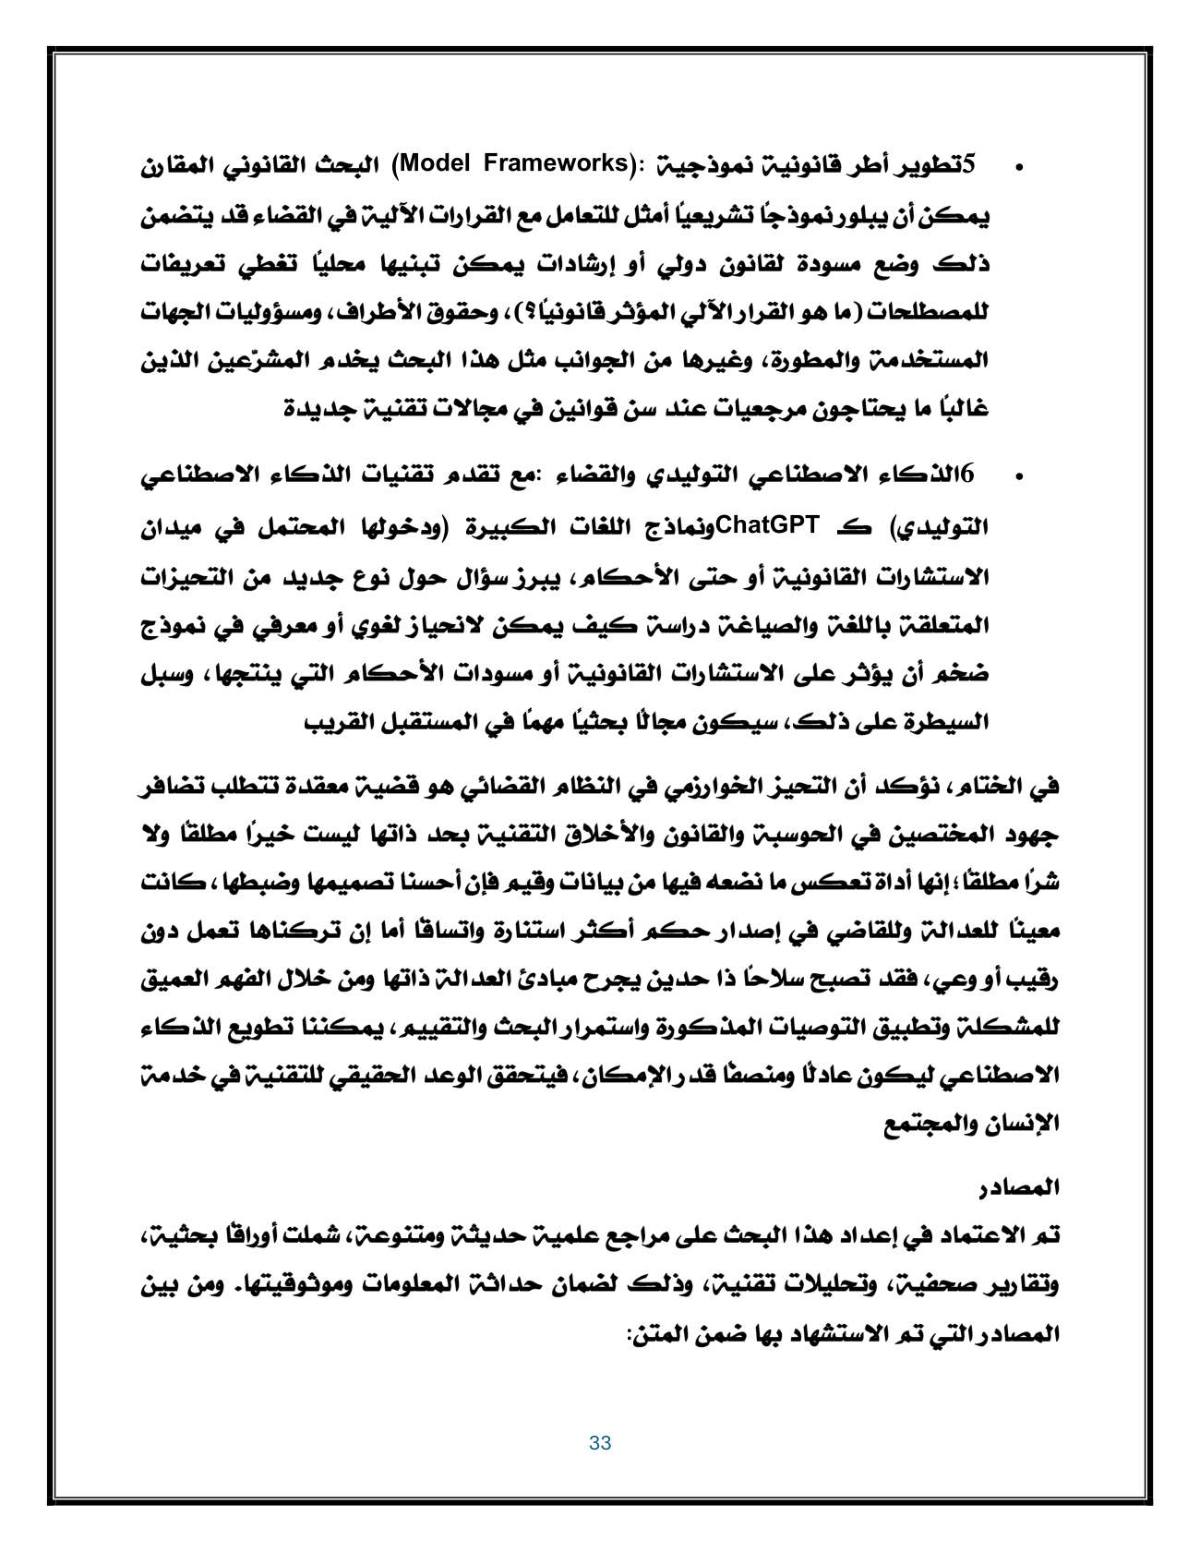 • 5تطوير أطر قانونية نموذجية :(Model Frameworks) البحث القانوني المقارن
يمكن أن يبلور نموذجًا تشريعيًا أمثل للتعامل مع القرارات الآلية في القضاء قد يتضمن
ذلك وضع مسودة لقانون دولي أو إرشادات يمكن تبنيها محليًا تغطي تعريفات
للمصطلحات (ما هو القرار الآلي المؤثر قانونيًا؟)، وحقوق الأطراف، ومسؤوليات الجهات
المستخدمة والمطورة، وغيرها من الجوانب مثل هذا البحث يخدم المشرّعين الذين
غالبًا ما يحتاجون مرجعيات عند سن قوانين في مجالات تقنية جديدة
• 6الذكاء الاصطناعي التوليدي والقضاء :مع تقدم تقنيات الذكاء الاصطناعي
التوليدي) كـ ChatGPTونماذج اللغات الكبيرة (ودخولها المحتمل في ميدان
الاستشارات القانونية أو حتى الأحكام، يبرز سؤال حول نوع جديد من التحيزات
المتعلقة باللغة والصياغة دراسة كيف يمكن لانحياز لغوي أو معرفي في نموذج
ضخم أن يؤثر على الاستشارات القانونية أو مسودات الأحكام التي ينتجها، وسبل
السيطرة على ذلك، سيكون مجالًا بحثيًا مهمًا في المستقبل القريب
في الختام، نؤكد أن التحيز الخوارزمي في النظام القضائي هو قضية معقدة تتطلب تضافر
جهود المختصين في الحوسبة والقانون والأخلاق التقنية بحد ذاتها ليست خيرًا مطلقًا ولا
شرًا مطلقًا؛ إنها أداة تعكس ما نضعه فيها من بيانات وقيم فإن أحسنا تصميمها وضبطها، كانت
معينًا للعدالة وللقاضي في إصدار حكم أكثر استنارة واتساقًا أما إن تركناها تعمل دون
رقيب أو وعي، فقد تصبح سلاحًا ذا حدين يجرح مبادئ العدالة ذاتها ومن خلال الفهم العميق
للمشكلة وتطبيق التوصيات المذكورة واستمرار البحث والتقييم، يمكننا تطويع الذكاء
الاصطناعي ليكون عادلًا ومنصفًا قدر الإمكان، فيتحقق الوعد الحقيقي للتقنية في خدمة
الإنسان والمجتمع
المصادر
تم الاعتماد في إعداد هذا البحث على مراجع علمية حديثة ومتنوعة، شملت أوراقًا بحثية،
وتقارير صحفية، وتحليلات تقنية، وذلك لضمان حداثة المعلومات وموثوقيتها. ومن بين
المصادر التي تم الاستشهاد بها ضمن المتن:
33